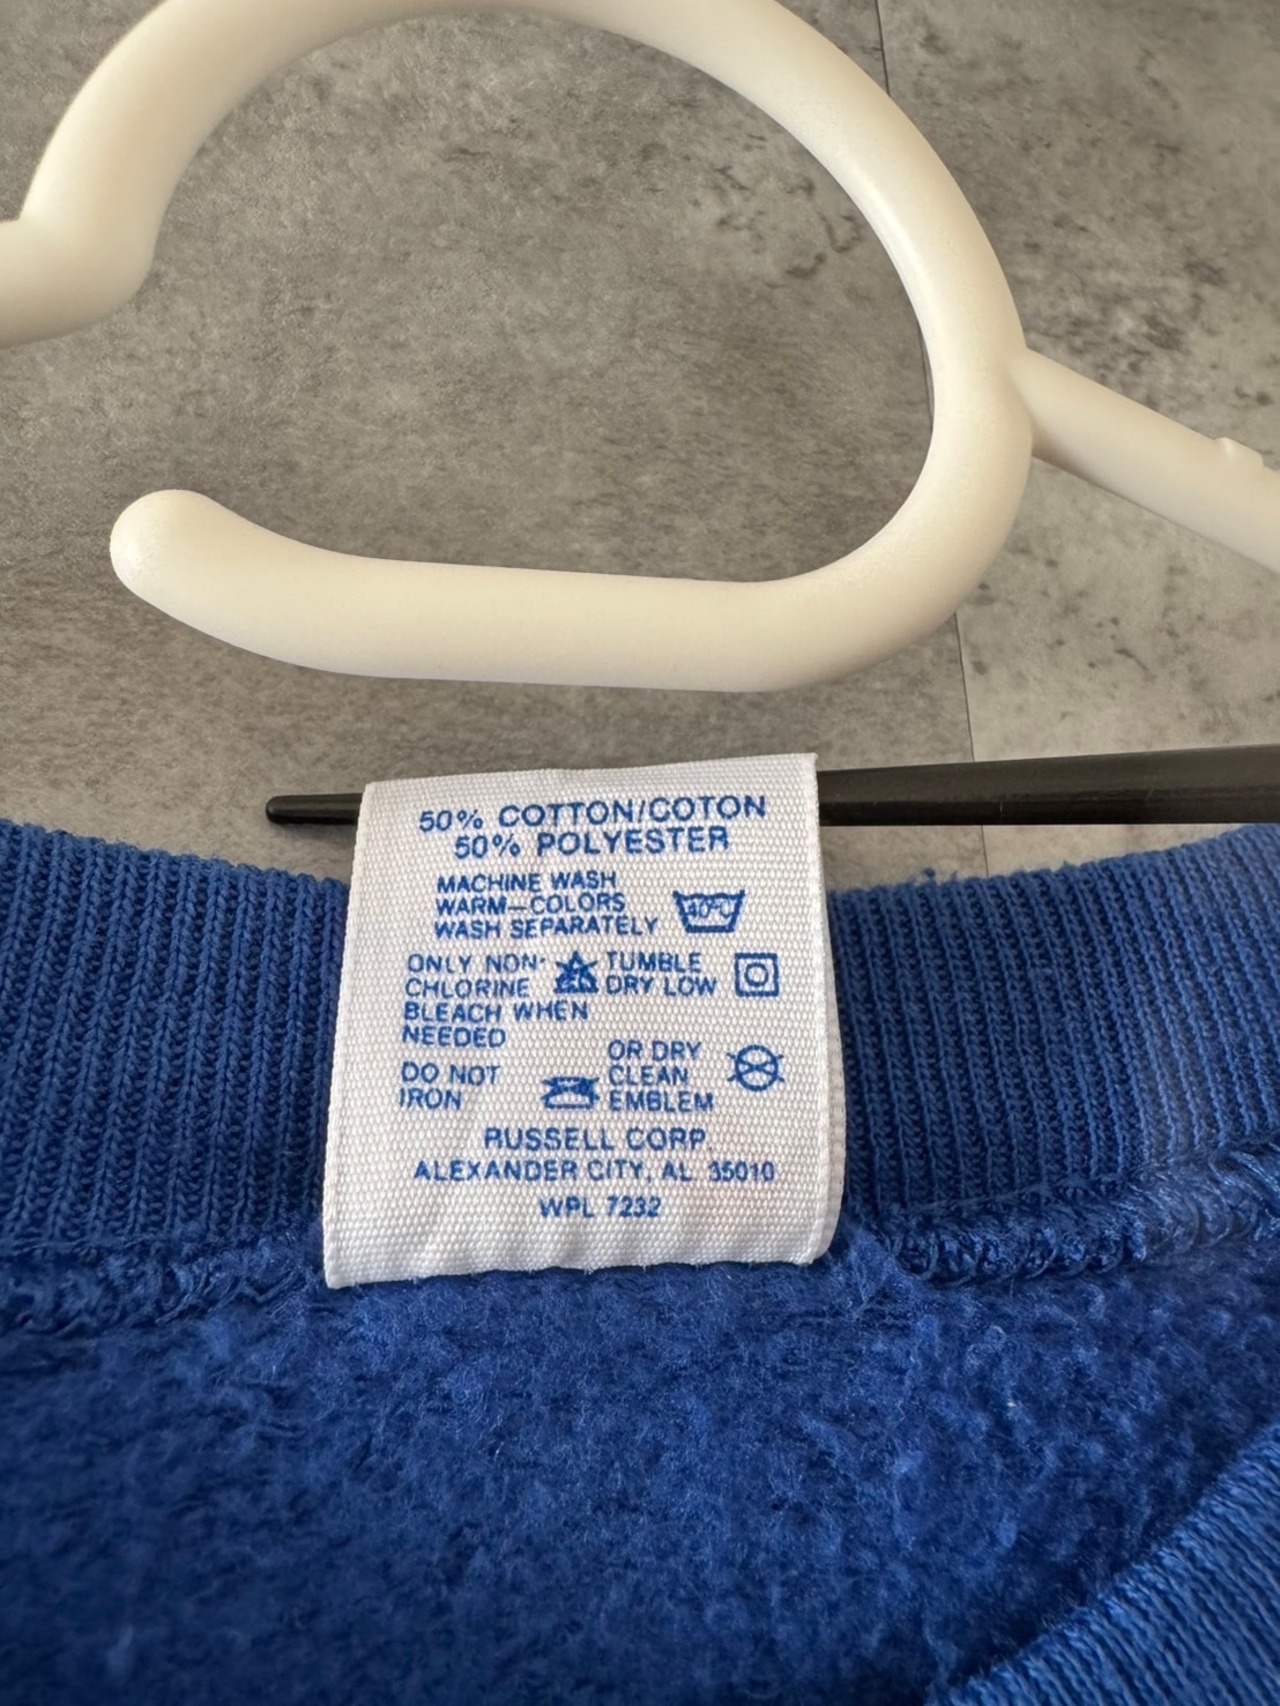 50% COTTON/COTON
50% POLYESTER
MACHINE WASH
WARM—COLORS
WASH SEPARATELY
40°C
ONLY NON-
CHLORINE
BLEACH WHEN
NEEDED
TUMBLE
DRY LOW
DO NOT
IRON
OR DRY
CLEAN
EMBLEM
RUSSELL CORP.
ALEXANDER CITY, AL 35010
WPL 7232